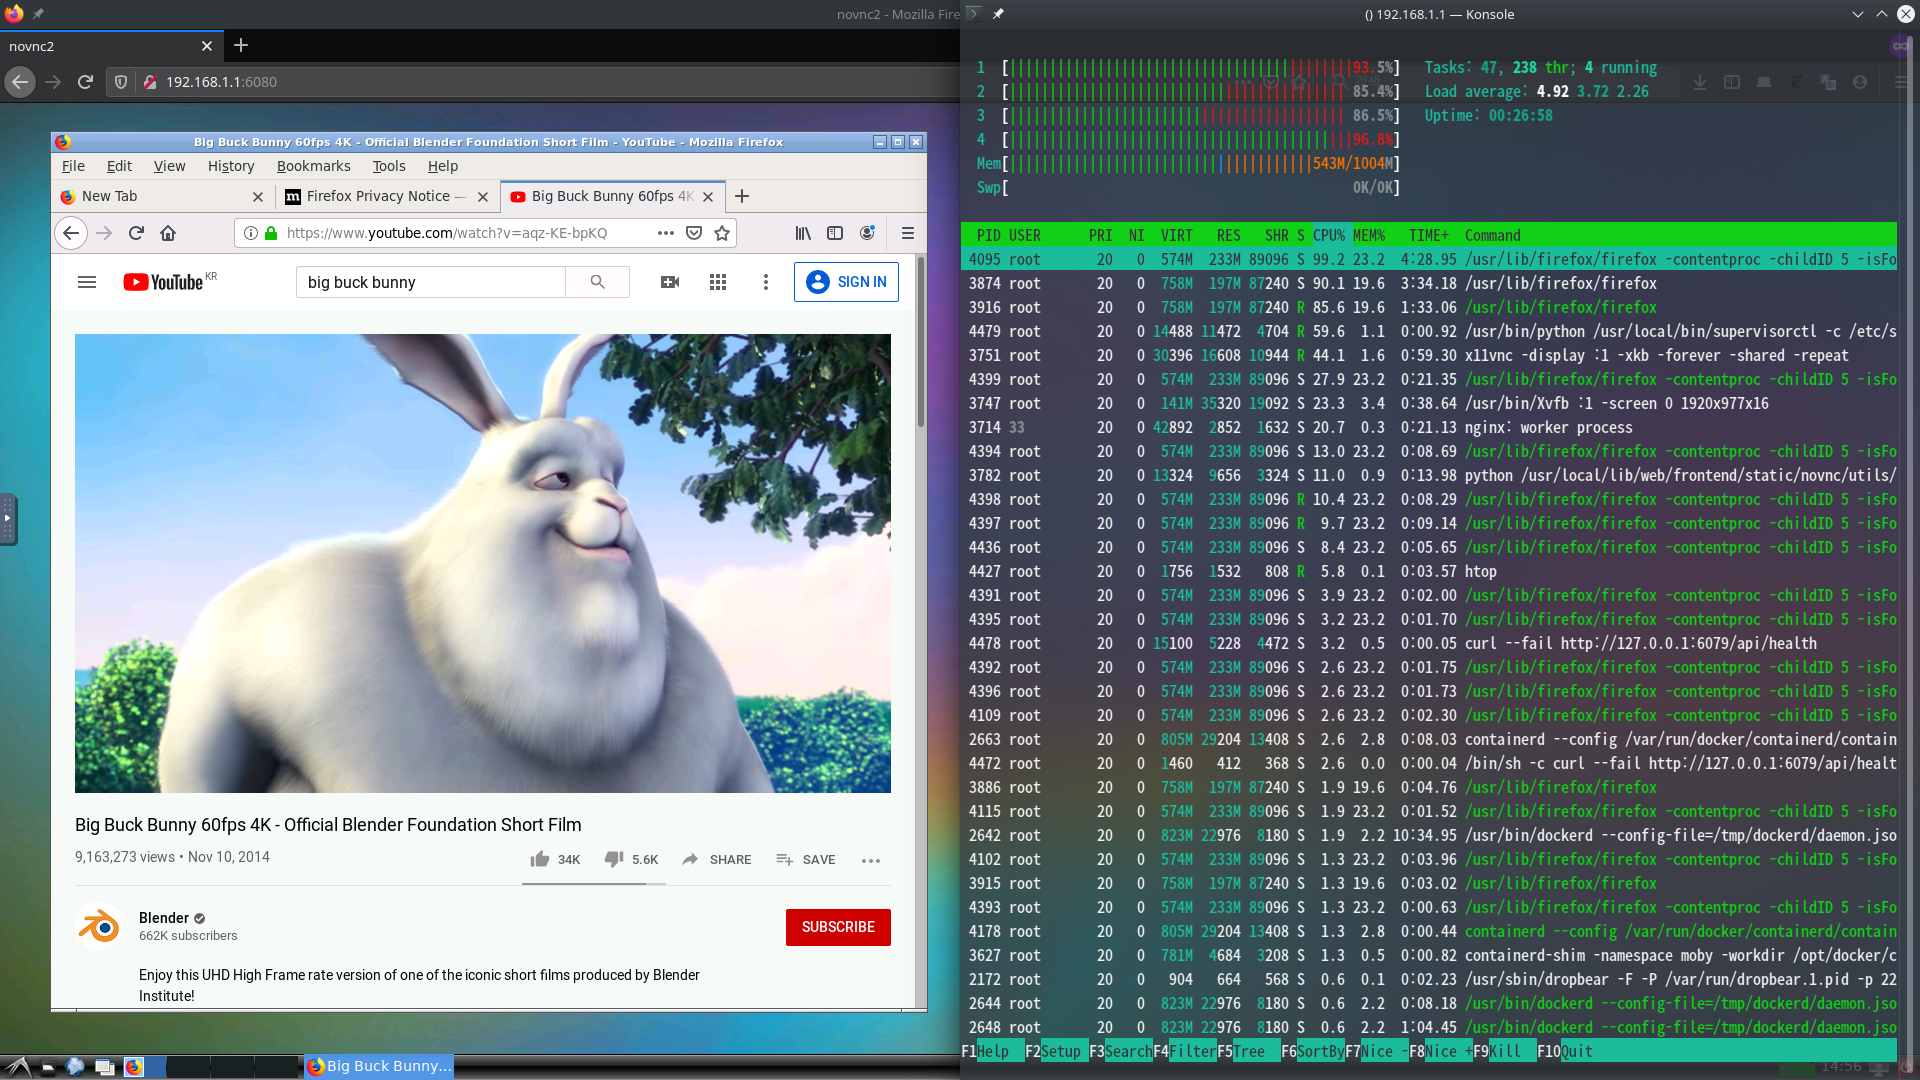 novnc2 - Mozilla Fire
novnc2
192.168.1.1:6080
Big Buck Bunny 60fps 4K - Official Blender Foundation Short Film - YouTube - Mozilla Firefox
File Edit View History Bookmarks Tools Help
New Tab
Firefox Privacy Notice —
Big Buck Bunny 60fps 4K
https://www.youtube.com/watch?v=aqz-KE-bpKQ
YouTube KR
big buck bunny
SIGN IN
Big Buck Bunny 60fps 4K - Official Blender Foundation Short Film
9,163,273 views • Nov 10, 2014
34K 5.6K SHARE SAVE
Blender
662K subscribers
SUBSCRIBE
Enjoy this UHD High Frame rate version of one of the iconic short films produced by Blender
Institute!
Big Buck Bunny...
() 192.168.1.1 — Konsole
1 [93.5%] Tasks: 47, 238 thr; 4 running
2 [85.4%] Load average: 4.92 3.72 2.26
3 [86.5%] Uptime: 00:26:58
4 [96.8%]
Mem[543M/1004M]
Swp[0K/0K]
PID USER PRI NI VIRT RES SHR S CPU% MEM% TIME+ Command
4095 root 20 0 574M 233M 89096 S 99.2 23.2 4:28.95 /usr/lib/firefox/firefox -contentproc -childID 5 -isFo
3874 root 20 0 758M 197M 87240 S 90.1 19.6 3:34.18 /usr/lib/firefox/firefox
3916 root 20 0 758M 197M 87240 R 85.6 19.6 1:33.06 /usr/lib/firefox/firefox
4479 root 20 0 14488 11472 4704 R 59.6 1.1 0:00.92 /usr/bin/python /usr/local/bin/supervisorctl -c /etc/s
3751 root 20 0 30396 16608 10944 R 44.1 1.6 0:59.30 x11vnc -display :1 -xkb -forever -shared -repeat
4399 root 20 0 574M 233M 89096 S 27.9 23.2 0:21.35 /usr/lib/firefox/firefox -contentproc -childID 5 -isFo
3747 root 20 0 141M 35320 19092 S 23.3 3.4 0:38.64 /usr/bin/Xvfb :1 -screen 0 1920x977x16
3714 33 20 0 42892 2852 1632 S 20.7 0.3 0:21.13 nginx: worker process
4394 root 20 0 574M 233M 89096 S 13.0 23.2 0:08.69 /usr/lib/firefox/firefox -contentproc -childID 5 -isFo
3782 root 20 0 13324 9656 3324 S 11.0 0.9 0:13.98 python /usr/local/lib/web/frontend/static/novnc/utils/
4398 root 20 0 574M 233M 89096 R 10.4 23.2 0:08.29 /usr/lib/firefox/firefox -contentproc -childID 5 -isFo
4397 root 20 0 574M 233M 89096 R 9.7 23.2 0:09.14 /usr/lib/firefox/firefox -contentproc -childID 5 -isFo
4436 root 20 0 574M 233M 89096 S 8.4 23.2 0:05.65 /usr/lib/firefox/firefox -contentproc -childID 5 -isFo
4427 root 20 0 1756 1532 808 R 5.8 0.1 0:03.57 htop
4391 root 20 0 574M 233M 89096 S 3.9 23.2 0:02.00 /usr/lib/firefox/firefox -contentproc -childID 5 -isFo
4395 root 20 0 574M 233M 89096 S 3.2 23.2 0:01.70 /usr/lib/firefox/firefox -contentproc -childID 5 -isFo
4478 root 20 0 15100 5228 4472 S 3.2 0.5 0:00.05 curl --fail http://127.0.0.1:6079/api/health
4392 root 20 0 574M 233M 89096 S 2.6 23.2 0:01.75 /usr/lib/firefox/firefox -contentproc -childID 5 -isFo
4396 root 20 0 574M 233M 89096 S 2.6 23.2 0:01.73 /usr/lib/firefox/firefox -contentproc -childID 5 -isFo
4109 root 20 0 574M 233M 89096 S 2.6 23.2 0:02.30 /usr/lib/firefox/firefox -contentproc -childID 5 -isFo
2663 root 20 0 805M 29204 13408 S 2.6 2.8 0:08.03 containerd --config /var/run/docker/containerd/contain
4472 root 20 0 1460 412 368 S 2.6 0.0 0:00.04 /bin/sh -c curl --fail http://127.0.0.1:6079/api/healt
3886 root 20 0 758M 197M 87240 S 1.9 19.6 0:04.76 /usr/lib/firefox/firefox
4115 root 20 0 574M 233M 89096 S 1.9 23.2 0:01.52 /usr/lib/firefox/firefox -contentproc -childID 5 -isFo
2642 root 20 0 823M 22976 8180 S 1.9 2.2 10:34.95 /usr/bin/dockerd --config-file=/tmp/dockerd/daemon.jso
4102 root 20 0 574M 233M 89096 S 1.3 23.2 0:03.96 /usr/lib/firefox/firefox -contentproc -childID 5 -isFo
3915 root 20 0 758M 197M 87240 S 1.3 19.6 0:03.02 /usr/lib/firefox/firefox
4393 root 20 0 574M 233M 89096 S 1.3 23.2 0:00.63 /usr/lib/firefox/firefox -contentproc -childID 5 -isFo
4178 root 20 0 805M 29204 13408 S 1.3 2.8 0:00.44 containerd --config /var/run/docker/containerd/contain
3627 root 20 0 781M 4684 3208 S 1.3 0.5 0:00.82 containerd-shim -namespace moby -workdir /opt/docker/c
2172 root 20 0 904 664 568 S 0.6 0.1 0:02.23 /usr/sbin/dropbear -F -P /var/run/dropbear.1.pid -p 22
2644 root 20 0 823M 22976 8180 S 0.6 2.2 0:08.18 /usr/bin/dockerd --config-file=/tmp/dockerd/daemon.jso
2648 root 20 0 823M 22976 8180 S 0.6 2.2 1:04.45 /usr/bin/dockerd --config-file=/tmp/dockerd/daemon.jso
F1Help F2Setup F3SearchF4FilterF5Tree F6SortByF7Nice -F8Nice +F9Kill F10Quit
14:56